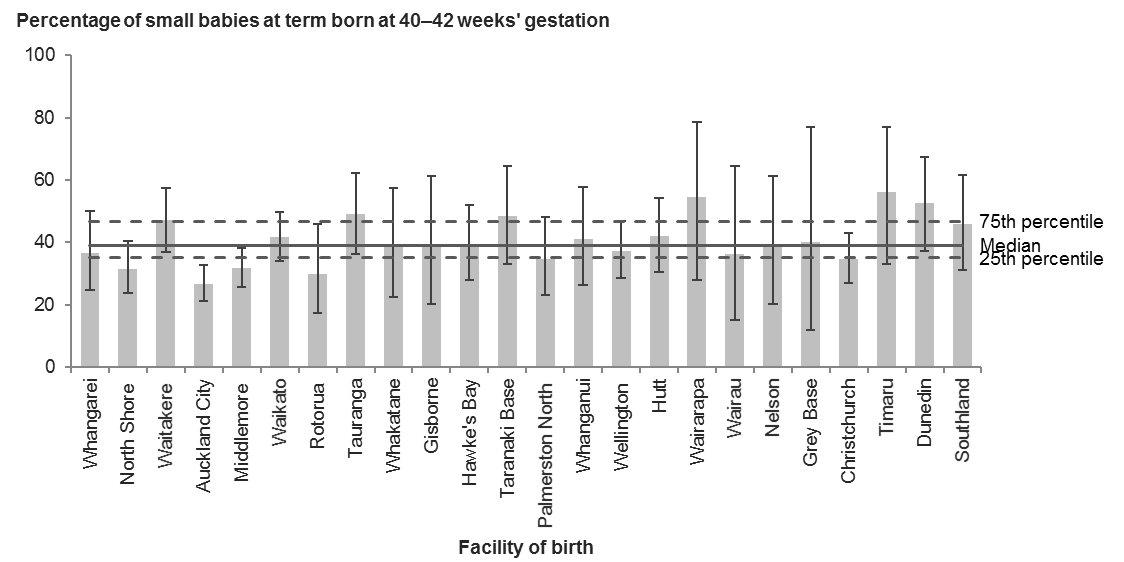 Percentage of small babies at term born at 40–42 weeks' gestation
100
80
60
40
20
0
75th percentile
Median
25th percentile
Whangarei
North Shore
Waitakere
Auckland City
Middlemore
Waikato
Rotorua
Tauranga
Whakatane
Gisborne
Hawke's Bay
Taranaki Base
Palmerston North
Whanganui
Wellington
Hutt
Wairarapa
Wairau
Nelson
Grey Base
Christchurch
Timaru
Dunedin
Southland
Facility of birth